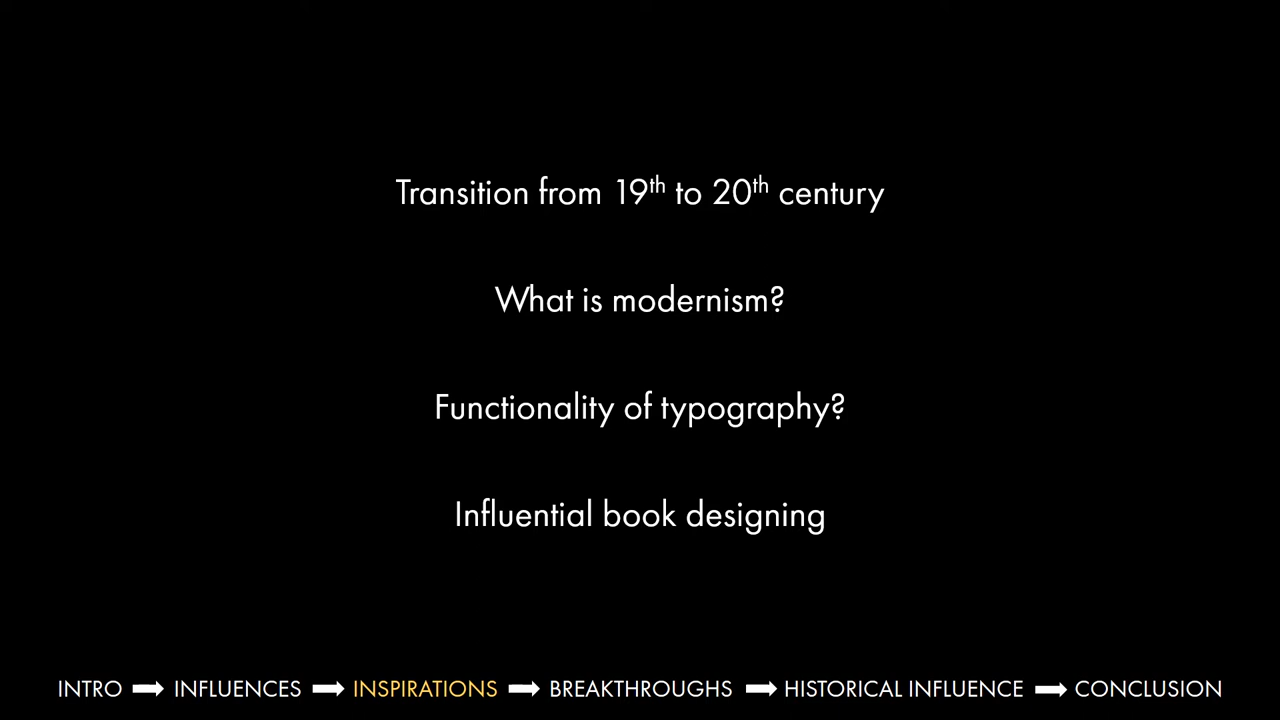 Transition from 19th to 20th century
What is modernism?
Functionality of typography?
Influential book designing
INTRO ➡ INFLUENCES ➡ INSPIRATIONS ➡ BREAKTHROUGHS ➡ HISTORICAL INFLUENCE ➡ CONCLUSION